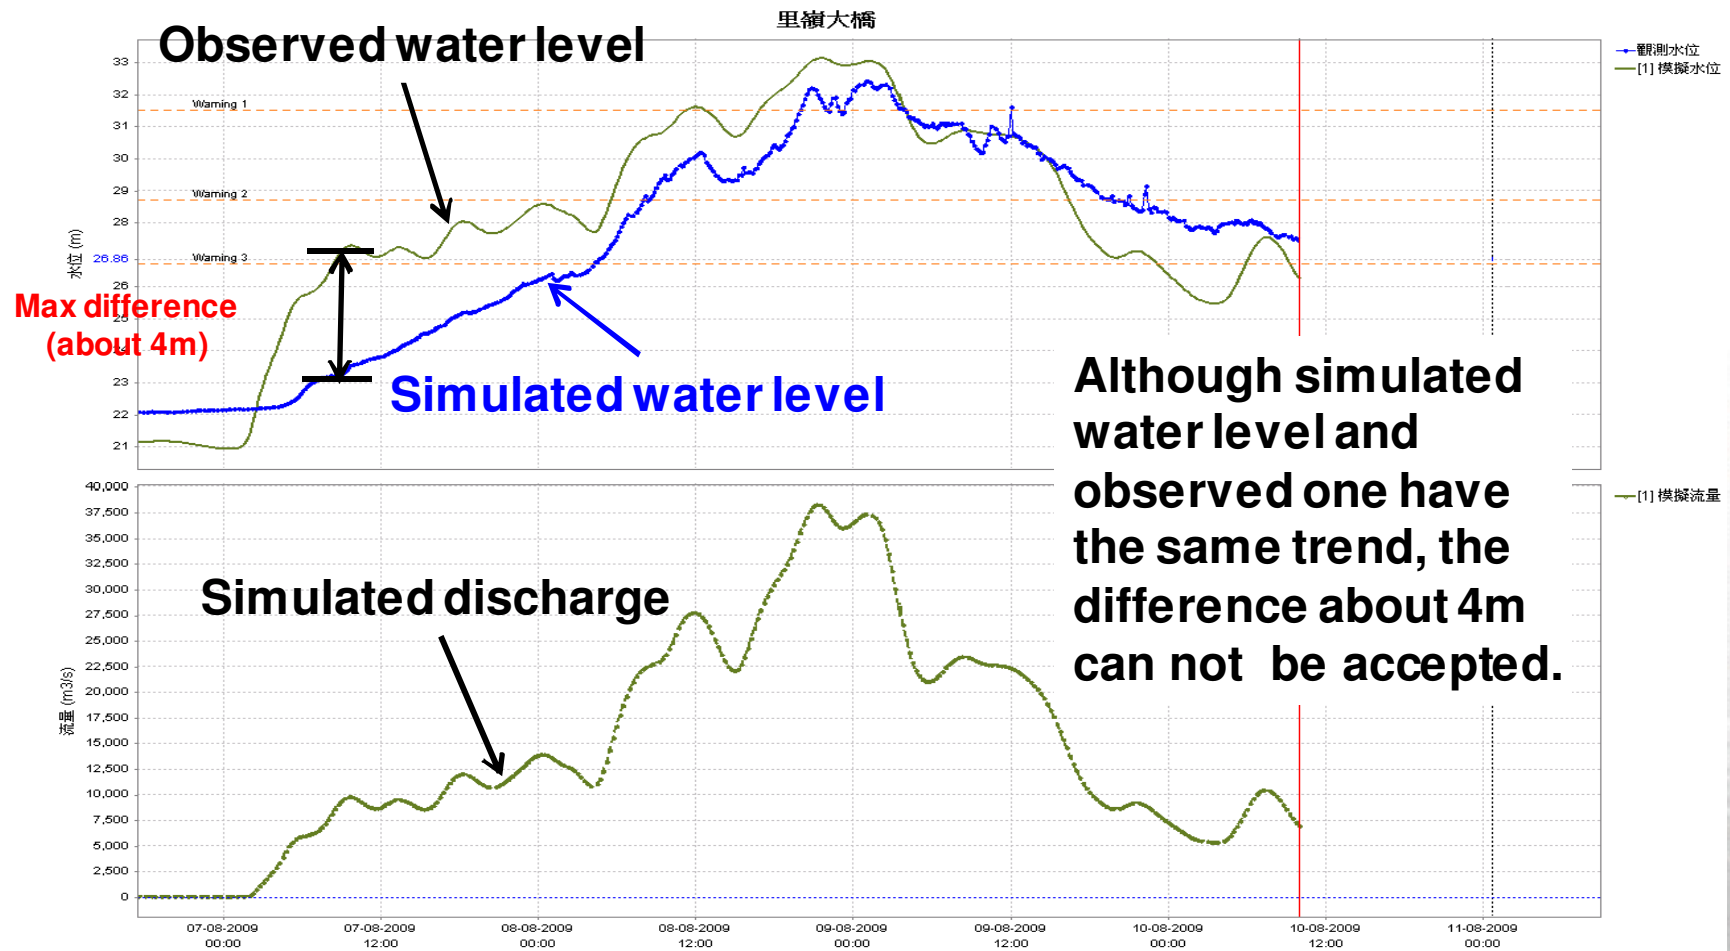 里嶺大橋
Observed water level
觀測水位
[1] 模擬水位
33
32
Warning 1
31
30
29
Warning 2
28
水位 (m)
26.86
Warning 3
26
Max difference
25
(about 4m)
24
23
Simulated water level
22
21
Although simulated
water level and
observed one have
the same trend, the
difference about 4m
can not be accepted.
40,000
[1] 模擬流量
37,500
35,000
32,500
30,000
Simulated discharge
27,500
25,000
22,500
流量 (m3/s)
20,000
17,500
15,000
12,500
10,000
7,500
5,000
2,500
0
07-08-2009 07-08-2009 08-08-2009 08-08-2009 09-08-2009 09-08-2009 10-08-2009 10-08-2009 11-08-2009
00:00 12:00 00:00 12:00 00:00 12:00 00:00 12:00 00:00